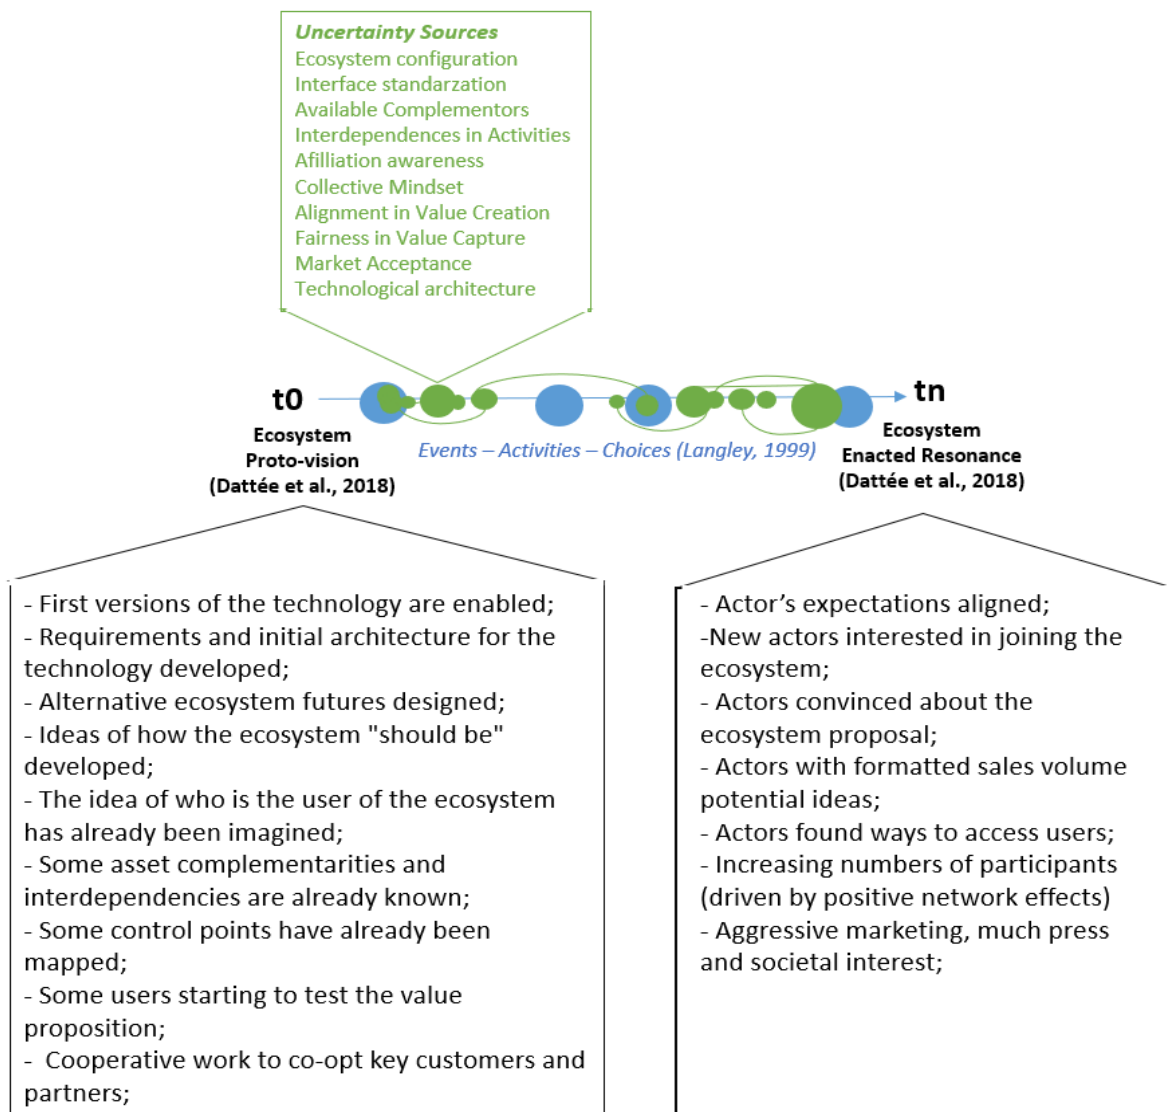 Uncertainty Sources
Ecosystem configuration
Interface standarzation
Available Complementors
Interdependences in Activities
Afilliation awareness
Collective Mindset
Alignment in Value Creation
Fairness in Value Capture
Market Acceptance
Technological architecture
t0
tn
Ecosystem
Proto-vision
(Dattée et al., 2018)
Events – Activities – Choices (Langley, 1999)
Ecosystem
Enacted Resonance
(Dattée et al., 2018)
- First versions of the technology are enabled;
- Requirements and initial architecture for the
technology developed;
- Alternative ecosystem futures designed;
- Ideas of how the ecosystem "should be"
developed;
- The idea of who is the user of the ecosystem
has already been imagined;
- Some asset complementarities and
interdependencies are already known;
- Some control points have already been
mapped;
- Some users starting to test the value
proposition;
- Cooperative work to co-opt key customers and
partners;
- Actor’s expectations aligned;
-New actors interested in joining the
ecosystem;
- Actors convinced about the
ecosystem proposal;
- Actors with formatted sales volume
potential ideas;
- Actors found ways to access users;
- Increasing numbers of participants
(driven by positive network effects)
- Aggressive marketing, much press
and societal interest;